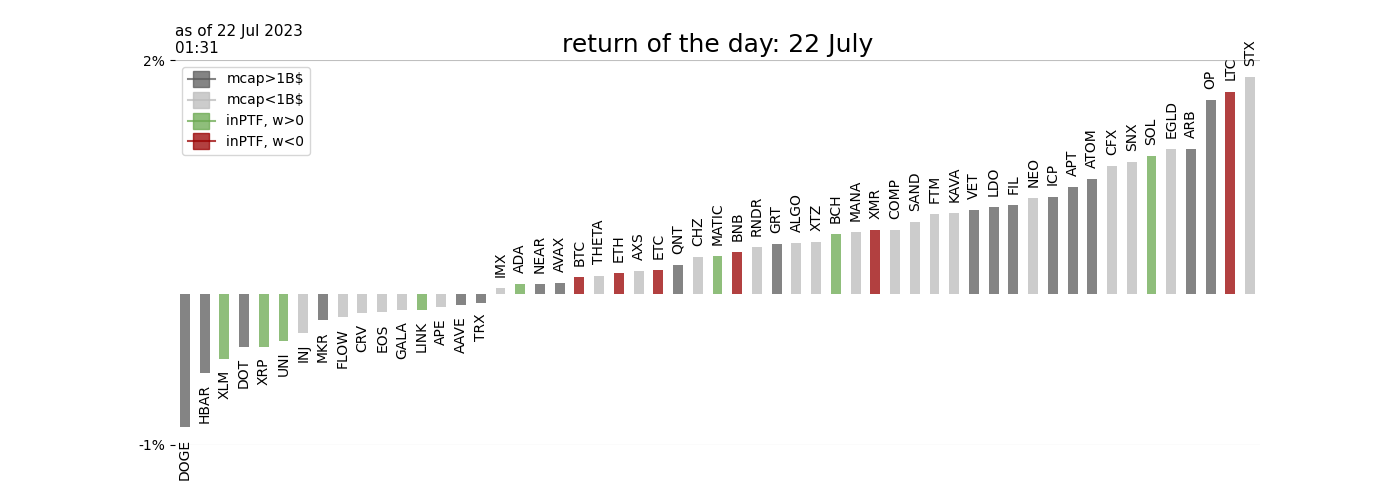 as of 22 Jul 2023
01:31
return of the day: 22 July
2%
mcap>1B$
mcap<1B$
inPTF, w>0
inPTF, w<0
-1%
DOGE
HBAR
XLM
DOT
XRP
UNI
INJ
MKR
FLOW
CRV
EOS
GALA
LINK
APE
AAVE
TRX
IMX
ADA
NEAR
AVAX
BTC
THETA
ETH
AXS
ETC
QNT
CHZ
MATIC
BNB
RNDR
GRT
ALGO
XTZ
BCH
MANA
XMR
COMP
SAND
FTM
KAVA
VET
LDO
FIL
NEO
ICP
APT
ATOM
CFX
SNX
SOL
EGLD
ARB
OP
LTC
STX